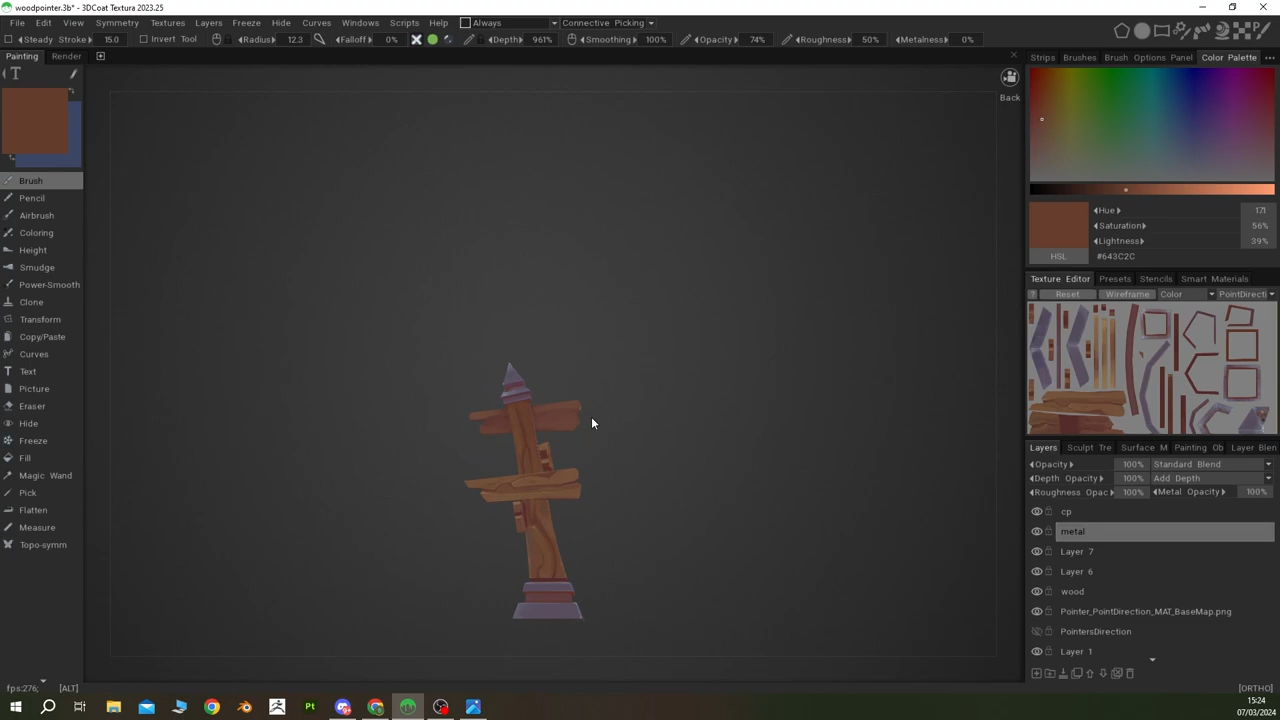 woodpointer.3b* - 3DCoat Textura 2023.25
File Edit View Symmetry Textures Layers Freeze Hide Curves Windows Scripts Help Always Connective Picking
Steady Stroke 15.0 Invert Tool Radius 12.3 Falloff 0% Depth 961% Smoothing 100% Opacity 74% Roughness 50% Metalness 0%
Painting Render
Back
Brush
Pencil
Airbrush
Coloring
Height
Smudge
Power-Smooth
Clone
Transform
Copy/Paste
Curves
Text
Picture
Eraser
Hide
Freeze
Fill
Magic Wand
Pick
Flatten
Measure
Topo-symm
Strips Brushes Brush Options Panel Color Palette
Hue 171
Saturation 56%
Lightness 39%
HSL #643C2C
Texture Editor Presets Stencils Smart Materials
? Reset Wireframe Color PointDirecti
Layers Sculpt Tre Surface M Painting Ob Layer Blen
Opacity 100% Standard Blend
Depth Opacity 100% Add Depth
Roughness Opac 100% Metal Opacity 100%
cp
metal
Layer 7
Layer 6
wood
Pointer_PointDirection_MAT_BaseMap.png
PointersDirection
Layer 1
fps:276; [ALT] [ORTHO]
15:24
07/03/2024